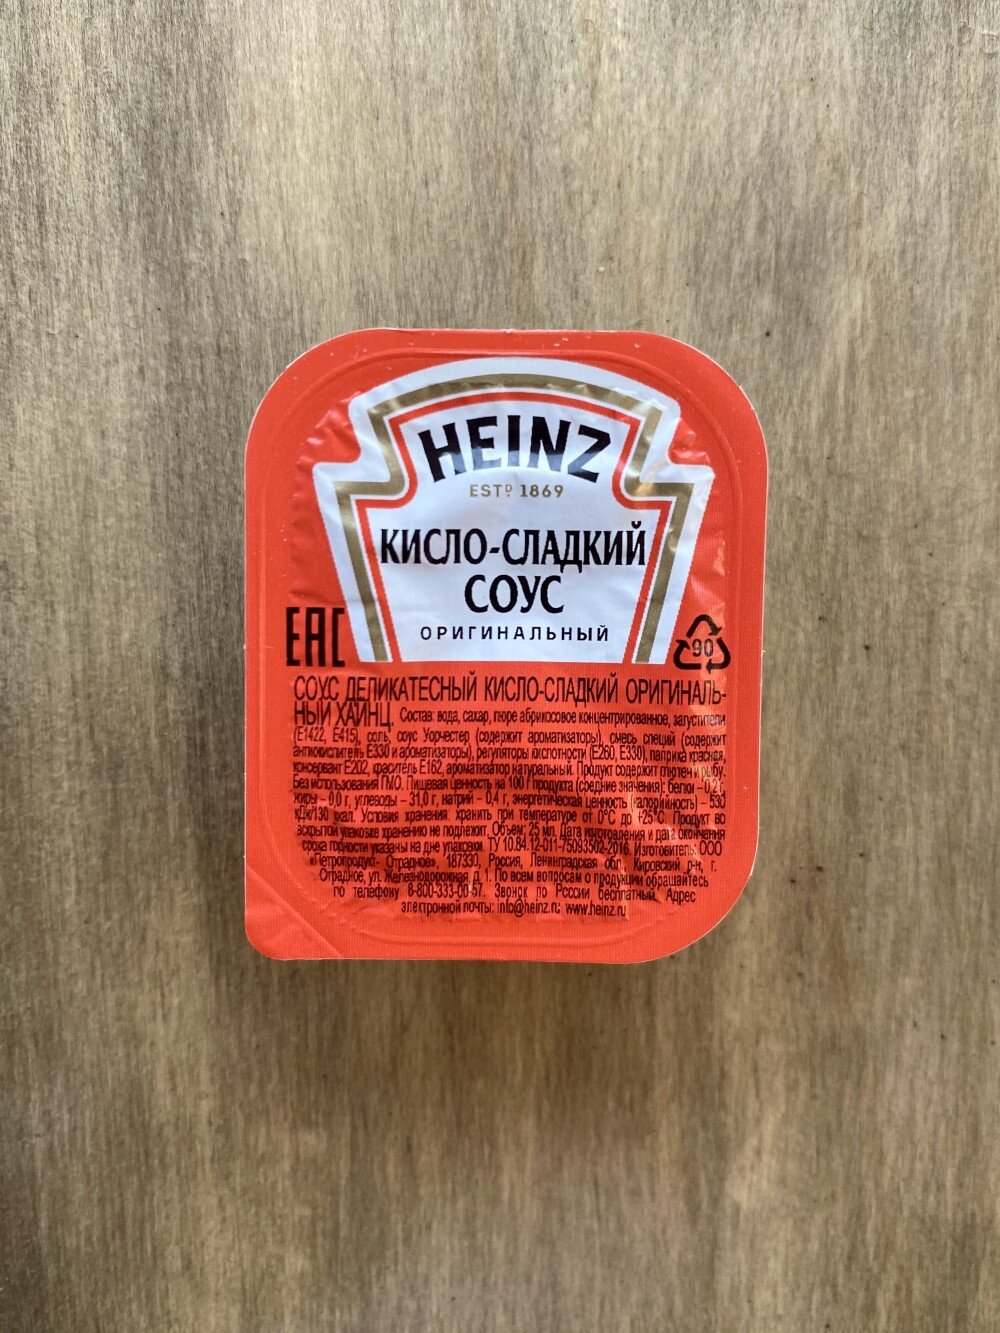 HEINZ
ESTD 1869
КИСЛО-СЛАДКИЙ
СОУС
ОРИГИНАЛЬНЫЙ
EAC
90
СОУС ДЕЛИКАТЕСНЫЙ КИСЛО-СЛАДКИЙ ОРИГИНАЛЬ-
НЫЙ ХАЙНЦ. Состав: вода, сахар, пюре абрикосовое концентрированное, загустители
(Е1422, Е415), соль, соус Уорчестер (содержит ароматизаторы), смесь специй (содержит
антиокислитель Е330 и ароматизаторы), регуляторы кислотности (Е260, Е330), паприка красная,
консервант Е202, краситель Е162, ароматизатор натуральный. Продукт содержит глютен и рыбу.
Без использования ГМО. Пищевая ценность на 100 г продукта (средние значения): белки – 0,2 г,
жиры – 0,0 г, углеводы – 31,0 г, натрий – 0,4 г, энергетическая ценность (калорийность) – 530
кДж/130 ккал. Условия хранения: хранить при температуре от 0°С до +25°С. Продукт во
вскрытой упаковке хранению не подлежит. Объем: 25 мл. Дата изготовления и дата окончания
срока годности указаны на дне упаковки. ТУ 10.84.12-011-75093502-2016. Изготовитель: ООО
«Петропродукт- Отрадное», 187330, Россия, Ленинградская обл., Кировский р-н, г.
Отрадное, ул. Железнодорожная, д. 1. По всем вопросам о продукции обращайтесь
по телефону 8-800-333-00-57. Звонок по России бесплатный. Адрес
электронной почты: info@heinz.ru; www.heinz.ru